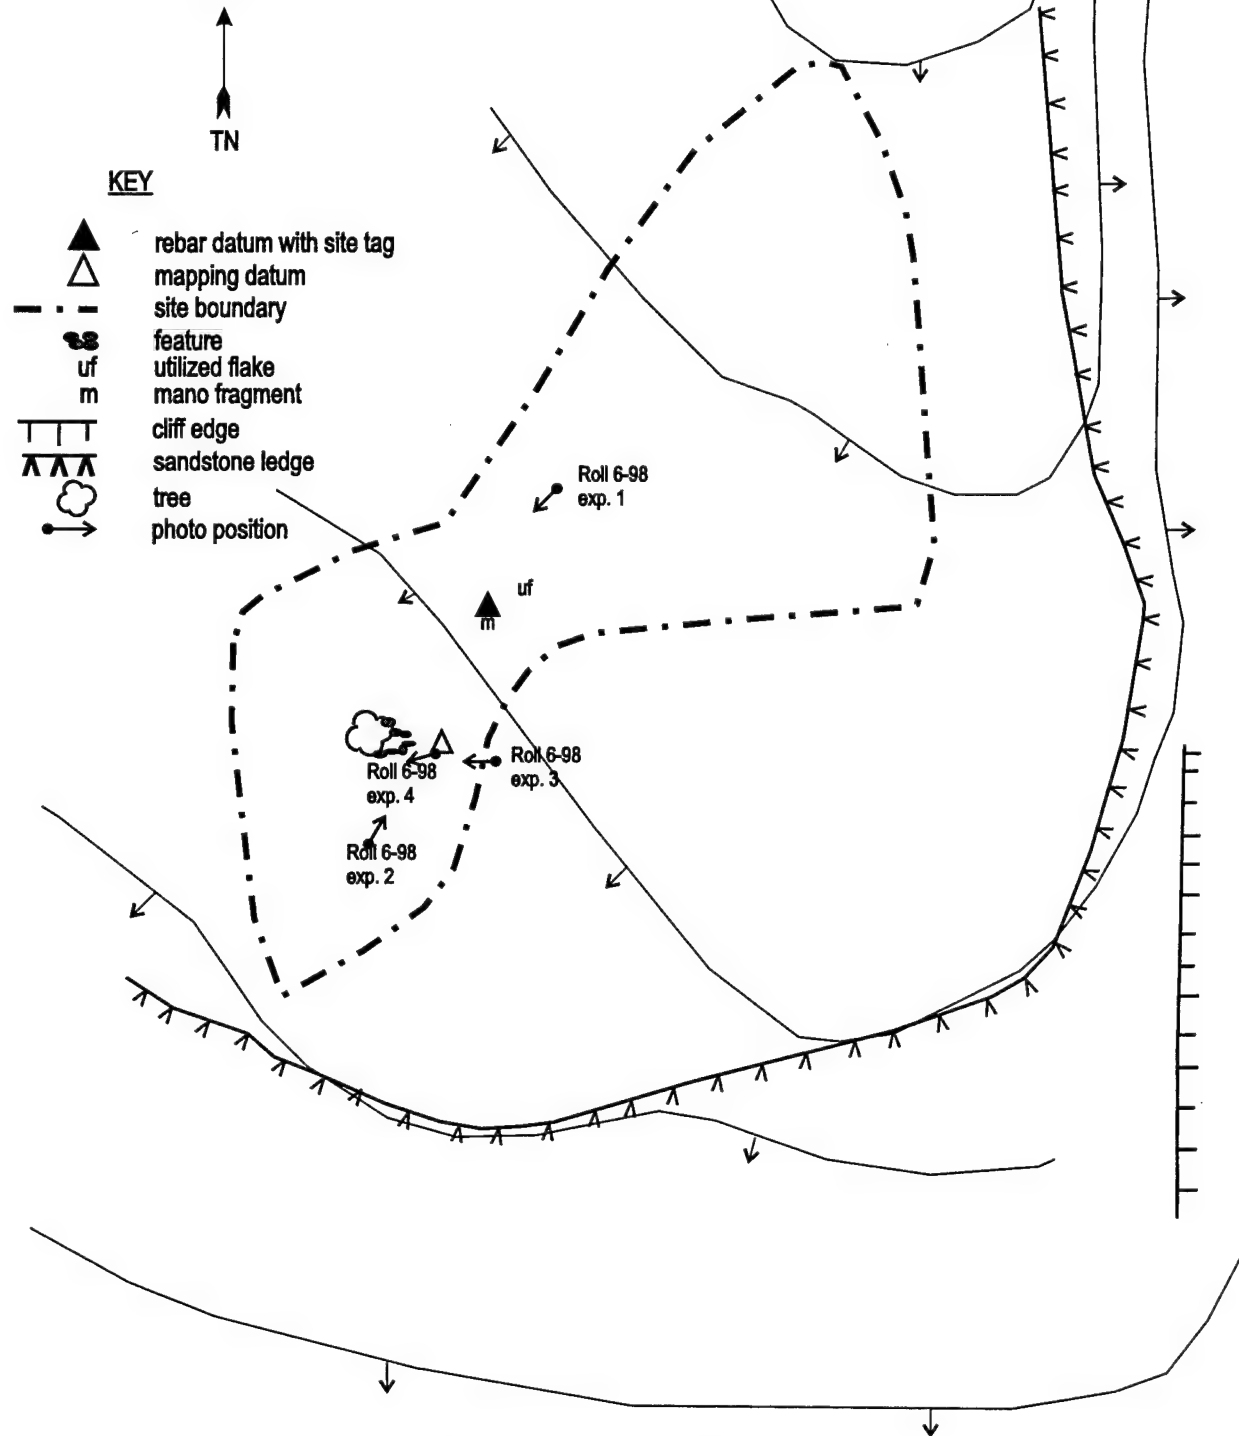 TN
KEY
rebar datum with site tag
mapping datum
site boundary
feature
uf utilized flake
m mano fragment
cliff edge
sandstone ledge
tree
photo position
Roll 6-98
exp. 1
uf
m
Roll 6-98
exp. 3
Roll 6-98
exp. 4
Roll 6-98
exp. 2